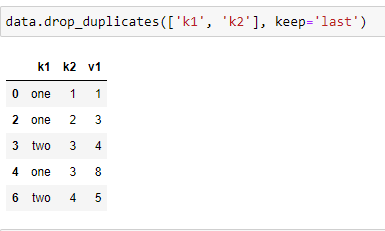 data.drop_duplicates(['k1', 'k2'], keep='last')
k1 k2 v1
0 one 1 1
2 one 2 3
3 two 3 4
4 one 3 8
6 two 4 5